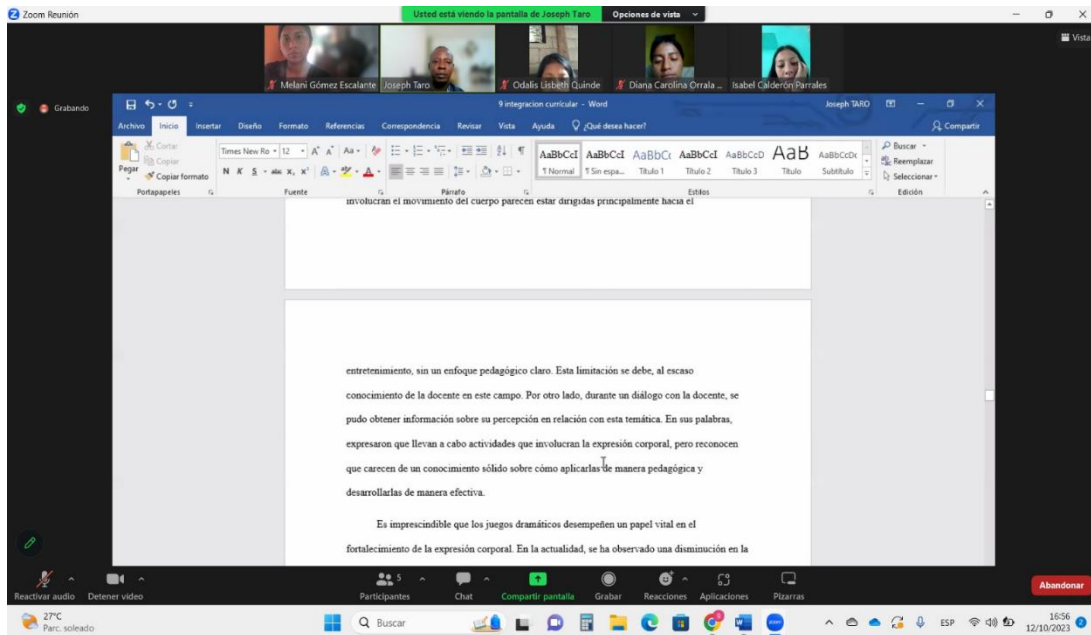 Zoom Reunión
Usted está viendo la pantalla de Joseph Taro
Opciones de vista
Vista
Melani Gómez Escalante
Joseph Taro
Odalis Lisbeth Quinde
Diana Carolina Orrala ...
Isabel Calderón Parrales
Grabando
9 integracion curricular - Word
Joseph TARO
Archivo Inicio Insertar Diseño Formato Referencias Correspondencia Revisar Vista Ayuda ¿Qué desea hacer? Compartir
Pegar
Cortar
Copiar
Copiar formato
Times New Ro 12
N K S abc x, x²
AaBbCcI AaBbCcI AaBbCc AaBbCcI AaBbCcD AaB AaBbCcDc
¶ Normal ¶ Sin espa... Título 1 Título 2 Título 3 Título Subtítulo
Buscar
Reemplazar
Seleccionar
Portapapeles Fuente Párrafo Estilos Edición
involucran el movimiento del cuerpo parecen estar dirigidas principalmente hacia el
entretenimiento, sin un enfoque pedagógico claro. Esta limitación se debe, al escaso
conocimiento de la docente en este campo. Por otro lado, durante un diálogo con la docente, se
pudo obtener información sobre su percepción en relación con esta temática. En sus palabras,
expresaron que llevan a cabo actividades que involucran la expresión corporal, pero reconocen
que carecen de un conocimiento sólido sobre cómo aplicarlas de manera pedagógica y
desarrollarlas de manera efectiva.
Es imprescindible que los juegos dramáticos desempeñen un papel vital en el
fortalecimiento de la expresión corporal. En la actualidad, se ha observado una disminución en la
Reactivar audio Detener video Participantes 5 Chat Compartir pantalla Grabar Reacciones Aplicaciones Pizarras Abandonar
27°C
Parc. soleado
Buscar
ESP
16:56
12/10/2023
2